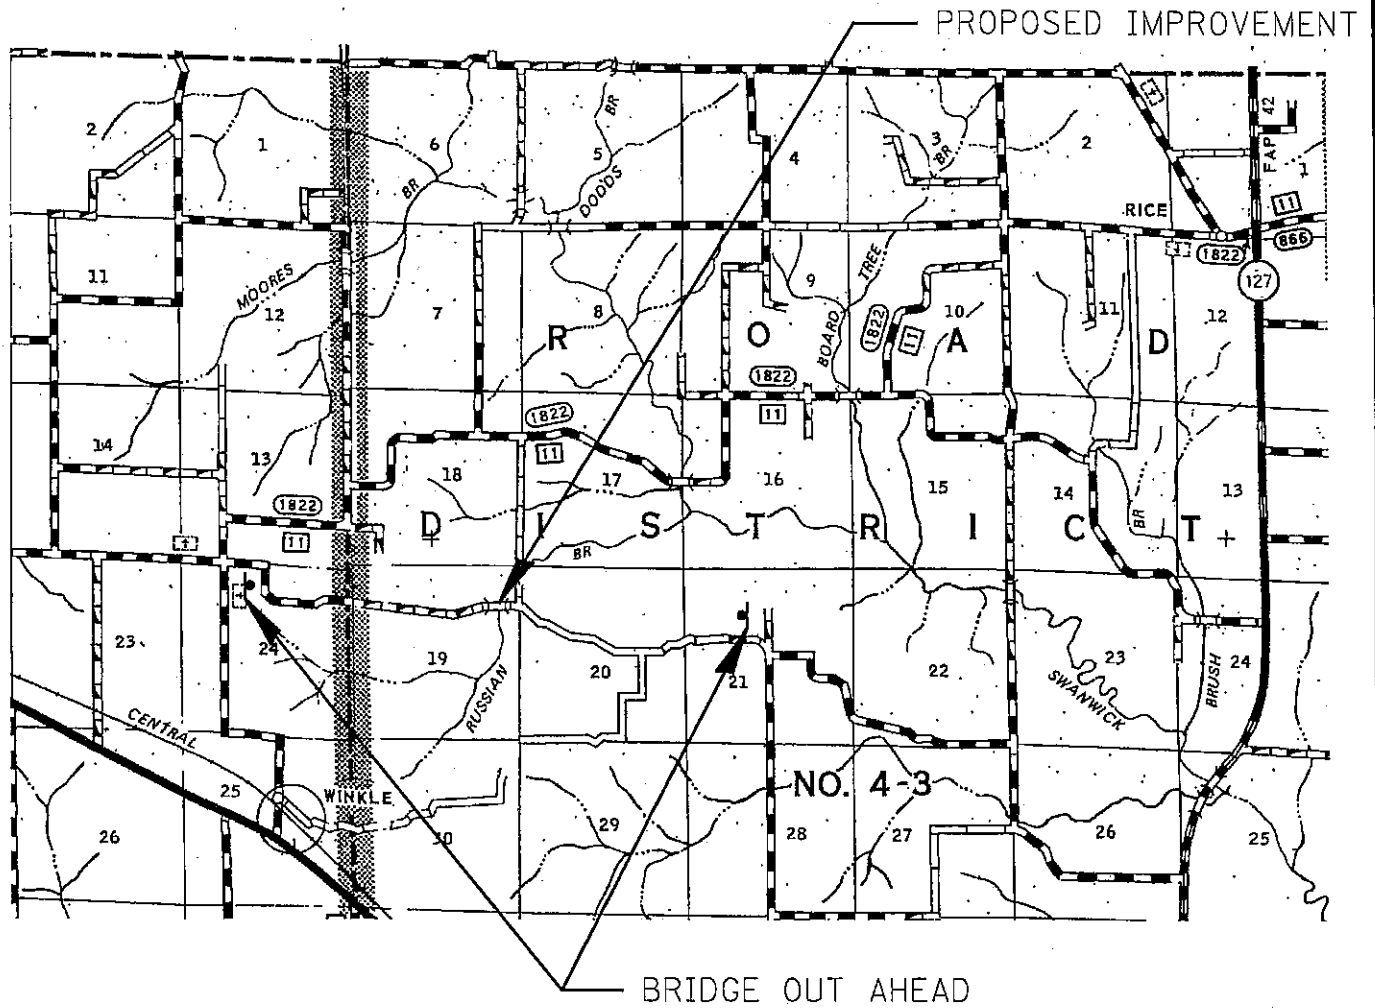 PROPOSED IMPROVEMENT
2
1
6
5
4
3
2
1
BR
DODDS
BR
BR
FAP 42
RICE
11
1822
866
127
11
MOORES
12
7
8
9
BOARD TREE
1822
11
10
11
12
R O A D
1822
11
1822
11
14
13
18
17
16
15
14
13
1822
11
D I S T R I C T
BR
BR
23
24
19
20
21
22
23
24
RUSSIAN
SWANWICK
BRUSH
CENTRAL
WINKLE
NO. 4-3
26
25
30
29
28
27
26
25
BRIDGE OUT AHEAD